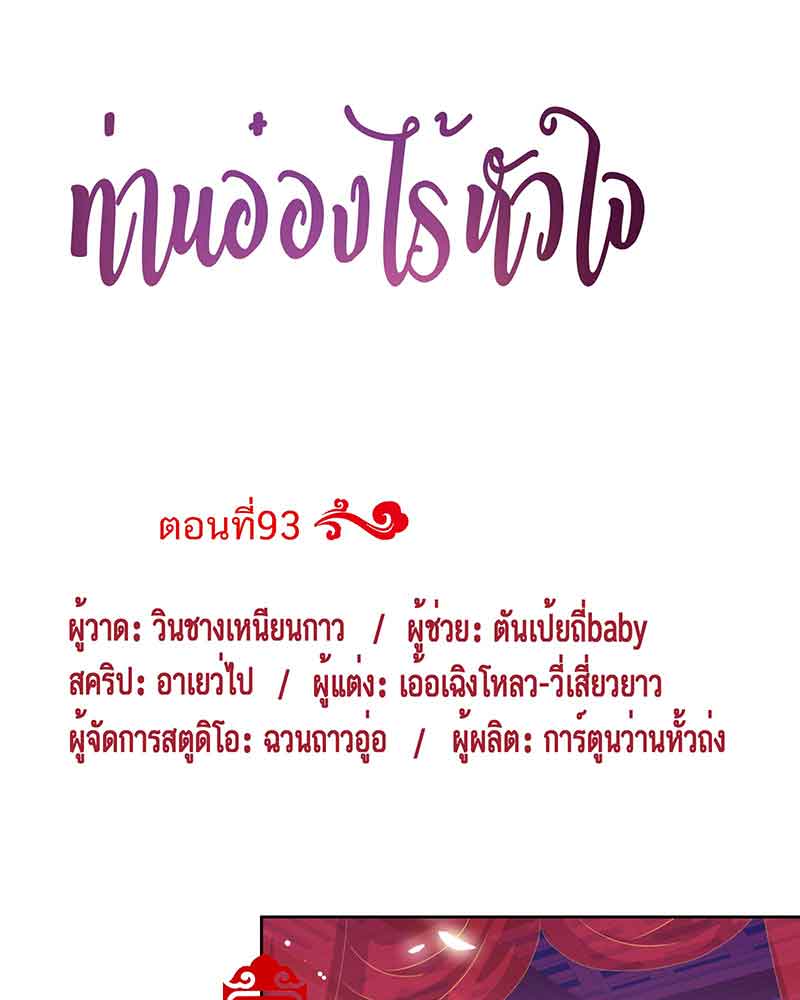 ท่านอ๋องไร้หัวใจ
ตอนที่93
ผู้วาด: วินชางเหนียนกาว / ผู้ช่วย: ตันเป้ยถี่baby
สคริป: อาเยว่ไป / ผู้แต่ง: เอ้อเฉิงโหลว-วี่เสี่ยวยาว
ผู้จัดการสตูดิโอ: ฉวนถาวอู่อ / ผู้ผลิต: การ์ตูนว่านหั้วถ่ง